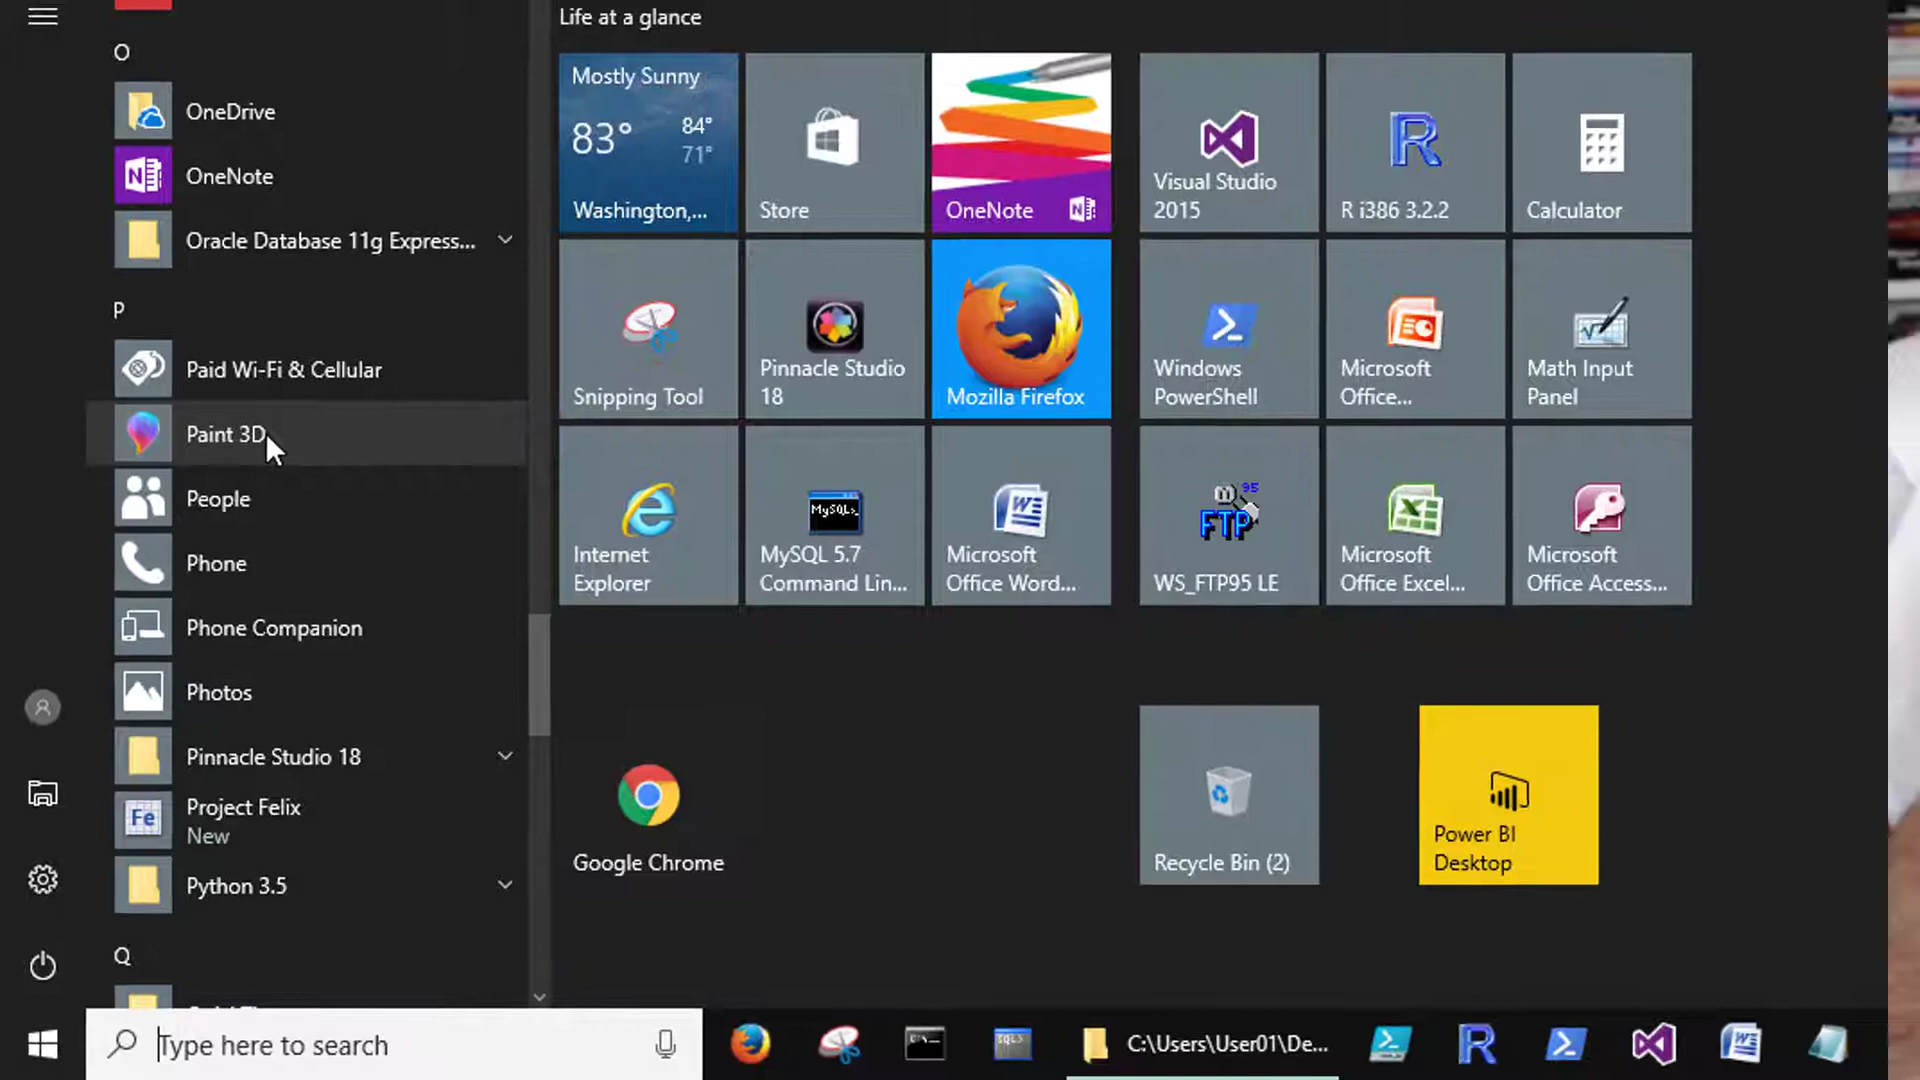 Life at a glance
O
OneDrive
OneNote
Oracle Database 11g Express...
P
Paid Wi-Fi & Cellular
Paint 3D
People
Phone
Phone Companion
Photos
Pinnacle Studio 18
Fe
Project Felix
New
Python 3.5
Q
Type here to search
Mostly Sunny
83°
84°
71°
Washington,...
Store
OneNote
N
Visual Studio
2015
R i386 3.2.2
Calculator
Snipping Tool
Pinnacle Studio
18
Mozilla Firefox
Windows
PowerShell
Microsoft
Office...
Math Input
Panel
Internet
Explorer
MySQL>_
MySQL 5.7
Command Lin...
Microsoft
Office Word...
95
FTP
WS_FTP95 LE
Microsoft
Office Excel...
Microsoft
Office Access...
Google Chrome
Recycle Bin (2)
Power BI
Desktop
C:\Users\User01\De...